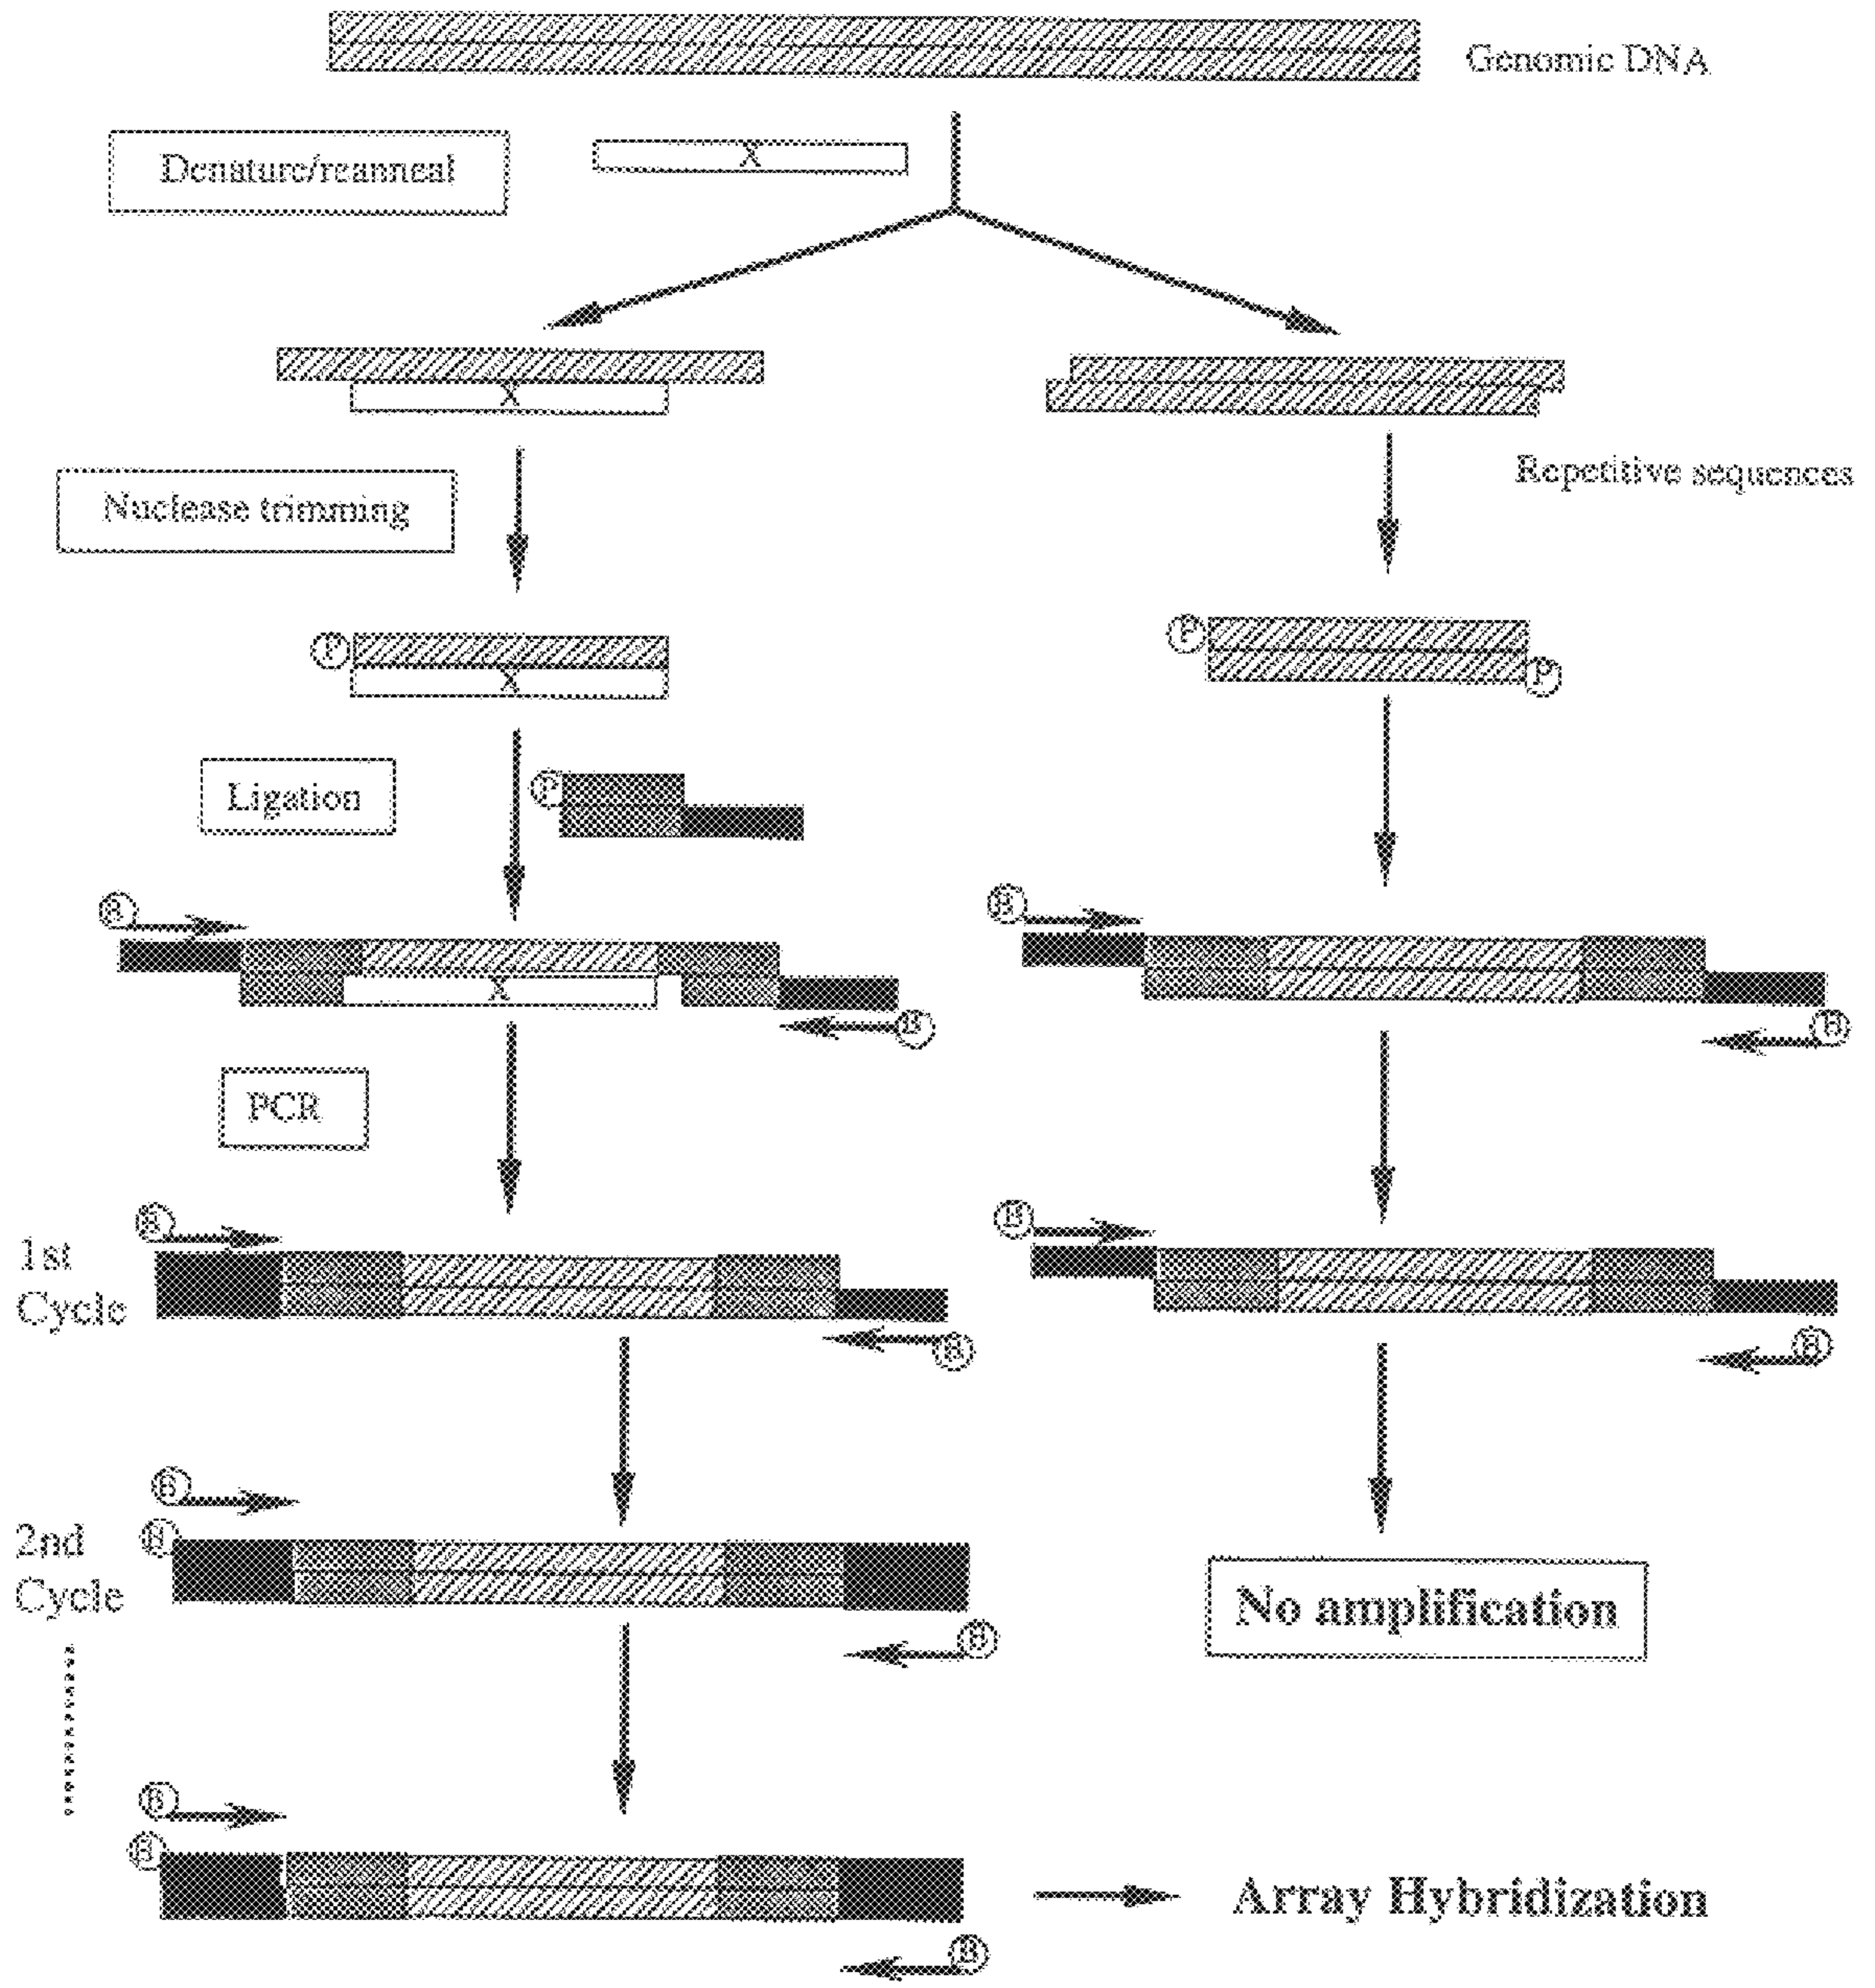 Genomic DNA
Denature/reanneal
X
X
Nuclease trimming
Repetitive sequences
P
X
P
P
Ligation
P
B
B
X
B
B
PCR
B
B
1st
Cycle
B
B
B
2nd
Cycle
B
B
No amplification
B
B
B
Array Hybridization
B